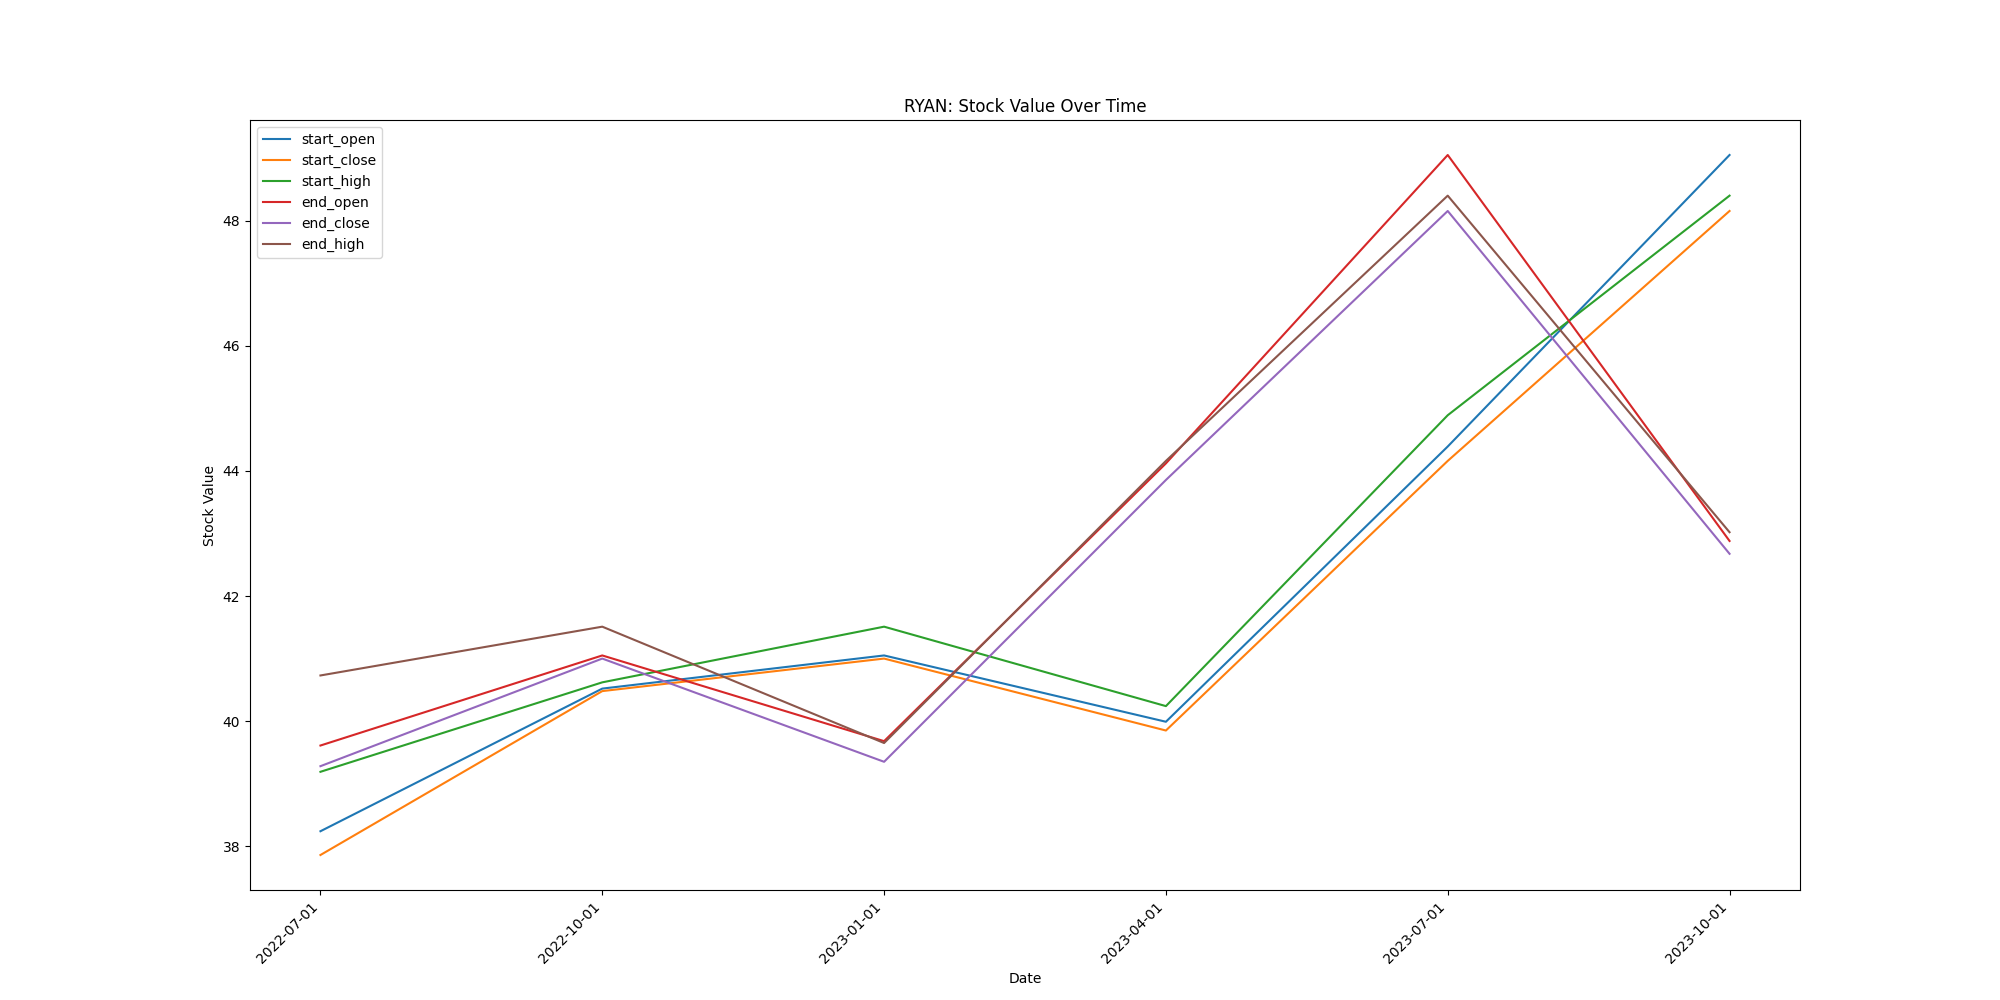 RYAN: Stock Value Over Time
start_open
start_close
start_high
end_open
end_close
end_high
Stock Value
48
46
44
42
40
38
2022-07-01
2022-10-01
2023-01-01
2023-04-01
2023-07-01
2023-10-01
Date